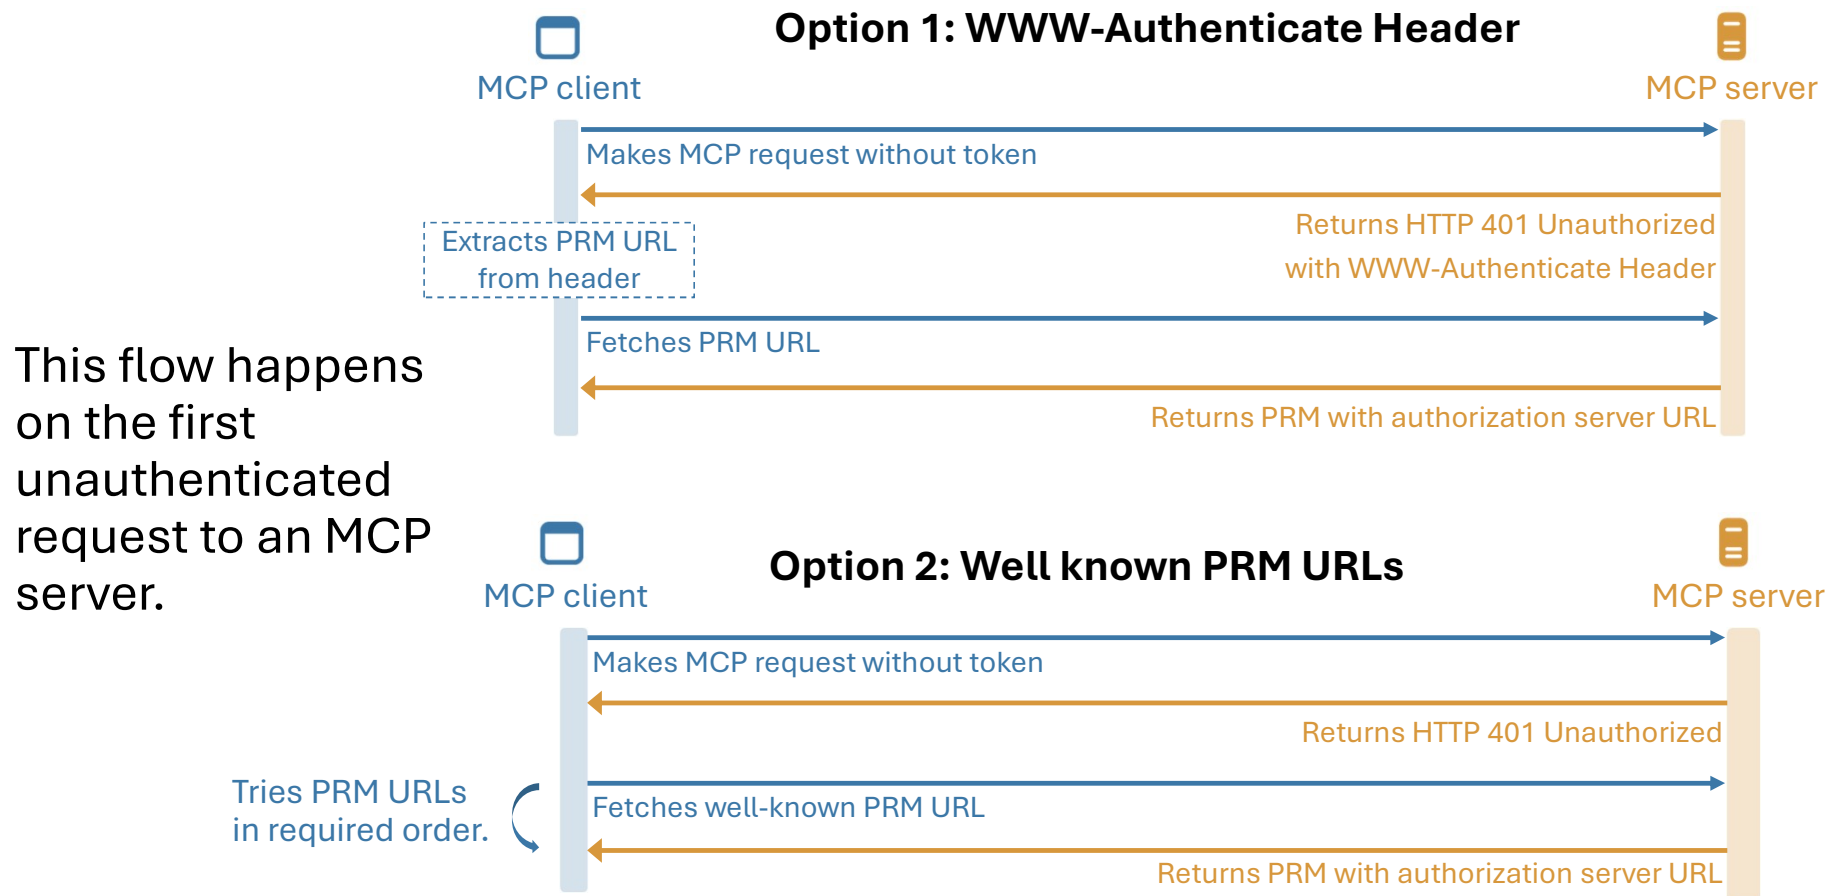 Option 1: WWW-Authenticate Header
MCP client
MCP server
Makes MCP request without token
Returns HTTP 401 Unauthorized
with WWW-Authenticate Header
Extracts PRM URL
from header
Fetches PRM URL
Returns PRM with authorization server URL
This flow happens
on the first
unauthenticated
request to an MCP
server.
Option 2: Well known PRM URLs
MCP client
MCP server
Makes MCP request without token
Returns HTTP 401 Unauthorized
Tries PRM URLs
in required order.
Fetches well-known PRM URL
Returns PRM with authorization server URL